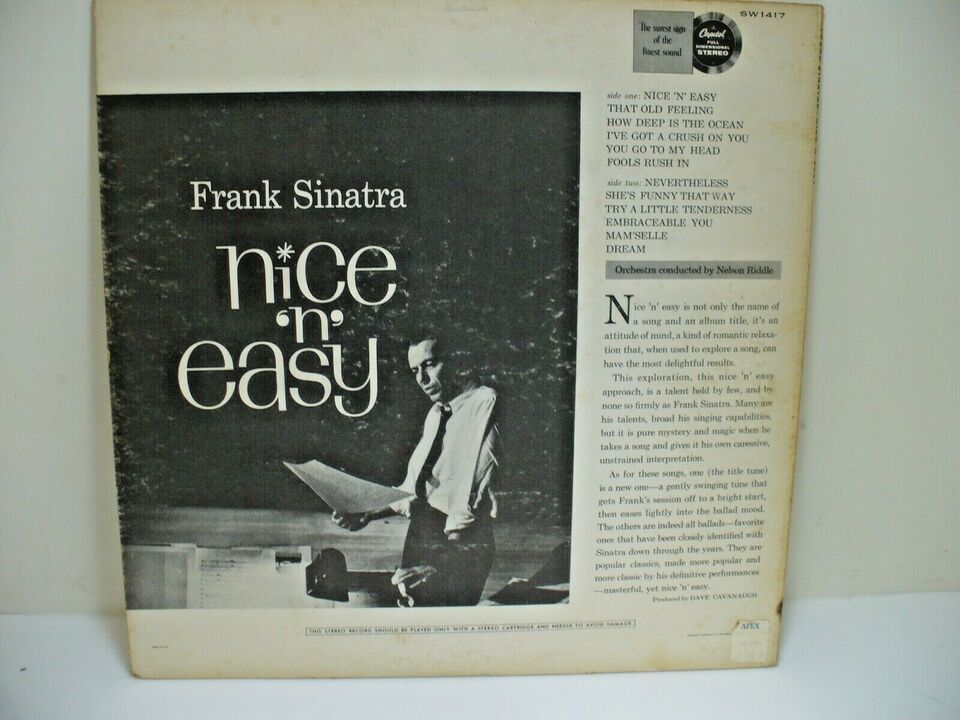 SW1417
The surest sign
of the
finest sound
A
Capitol
FULL
DIMENSIONAL
STEREO
Frank Sinatra
nice
'n'
easy
side one: NICE 'N' EASY
THAT OLD FEELING
HOW DEEP IS THE OCEAN
I'VE GOT A CRUSH ON YOU
YOU GO TO MY HEAD
FOOLS RUSH IN
side two: NEVERTHELESS
SHE'S FUNNY THAT WAY
TRY A LITTLE TENDERNESS
EMBRACEABLE YOU
MAM'SELLE
DREAM
Orchestra conducted by Nelson Riddle
Nice 'n' easy is not only the name of
a song and an album title, it's an
attitude of mind, a kind of romantic relaxa-
tion that, when used to explore a song, can
have the most delightful results.
This exploration, this nice 'n' easy
approach, is a talent held by few, and by
none so firmly as Frank Sinatra. Many are
his talents, broad his singing capabilities,
but it is pure mystery and magic when he
takes a song and gives it his own caressive,
unstrained interpretation.
As for these songs, one (the title tune)
is a new one—a gently swinging tune that
gets Frank's session off to a bright start,
then eases lightly into the ballad mood.
The others are indeed all ballads—favorite
ones that have been closely identified with
Sinatra down through the years. They are
popular classics, made more popular and
more classic by his definitive performances
—masterful, yet nice 'n' easy.
Produced by DAVE CAVANAUGH
THIS STEREO RECORD SHOULD BE PLAYED ONLY WITH A STEREO CARTRIDGE AND NEEDLE TO AVOID DAMAGE
APEX